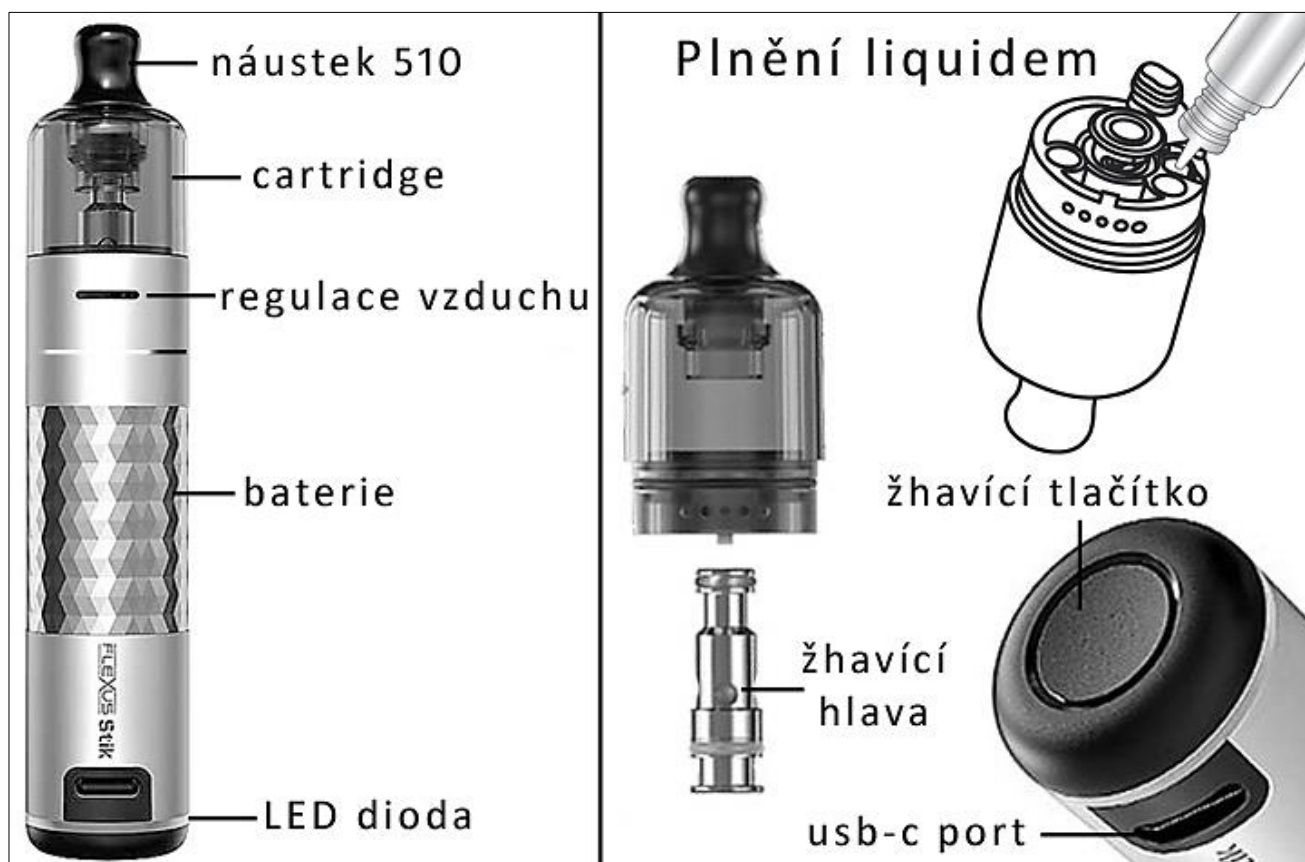 náustek 510
cartridge
regulace vzduchu
baterie
FLEXUS Stik
LED dioda
Plnění liquidem
žhavící tlačítko
žhavící
hlava
usb-c port